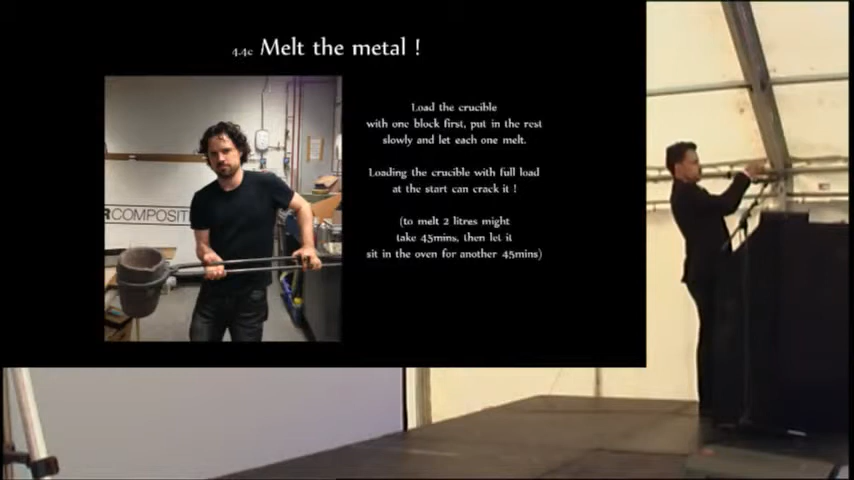 4.4c Melt the metal !
Load the crucible
with one block first, put in the rest
slowly and let each one melt.
Loading the crucible with full load
at the start can crack it !
(to melt 2 litres might
take 45mins, then let it
sit in the oven for another 45mins)
RCOMPOSIT